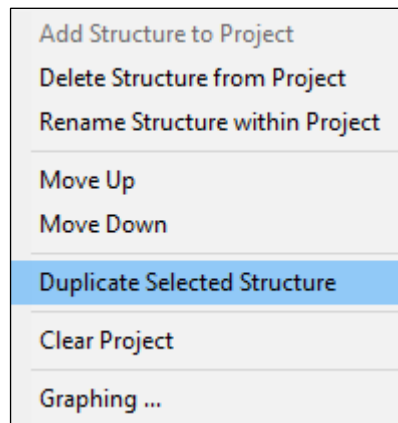 Add Structure to Project
Delete Structure from Project
Rename Structure within Project
Move Up
Move Down
Duplicate Selected Structure
Clear Project
Graphing ...